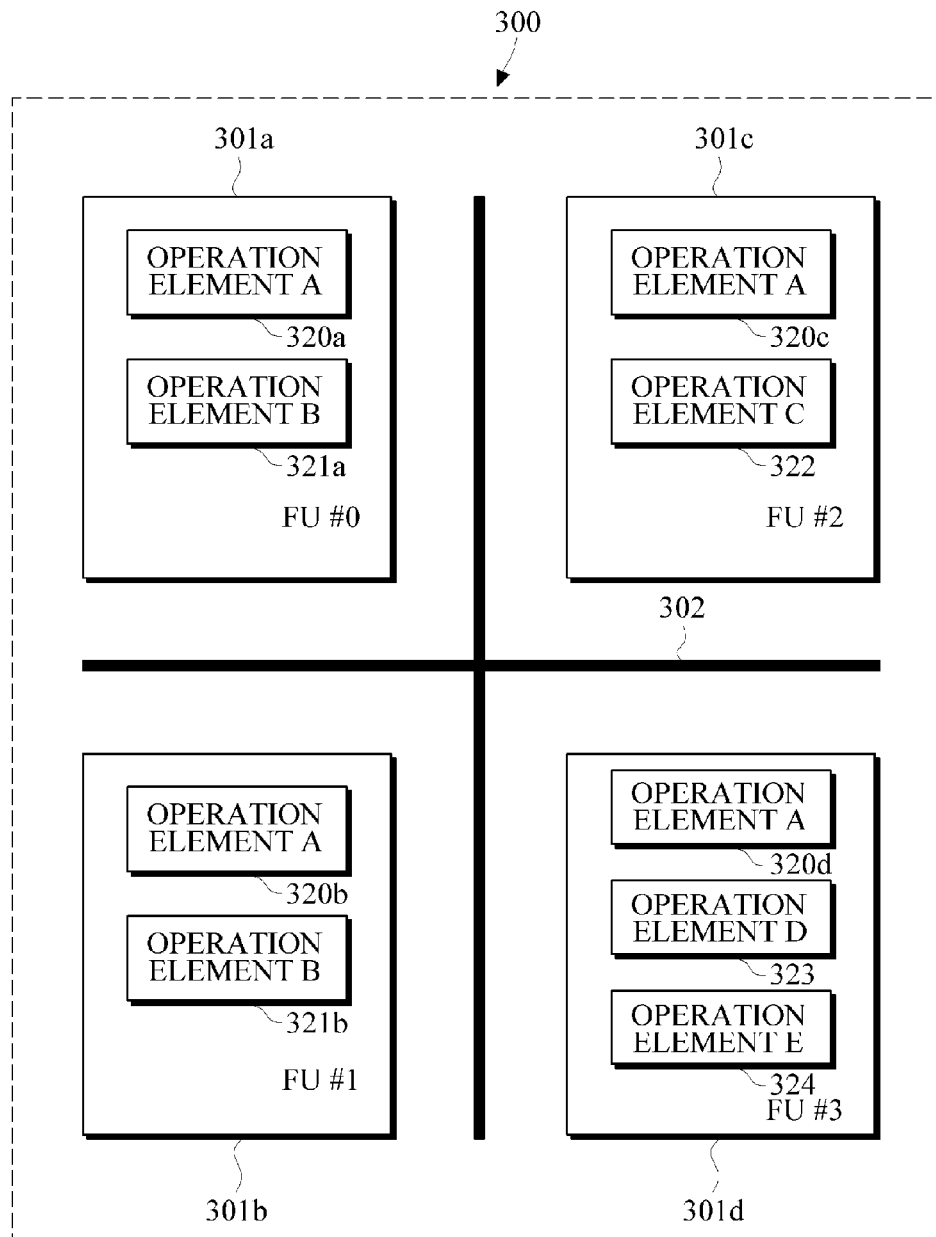 300
301a
301c
OPERATION
ELEMENT A
320a
OPERATION
ELEMENT B
321a
FU #0
OPERATION
ELEMENT A
320c
OPERATION
ELEMENT C
322
FU #2
302
OPERATION
ELEMENT A
320b
OPERATION
ELEMENT B
321b
FU #1
301b
OPERATION
ELEMENT A
320d
OPERATION
ELEMENT D
323
OPERATION
ELEMENT E
324
FU #3
301d